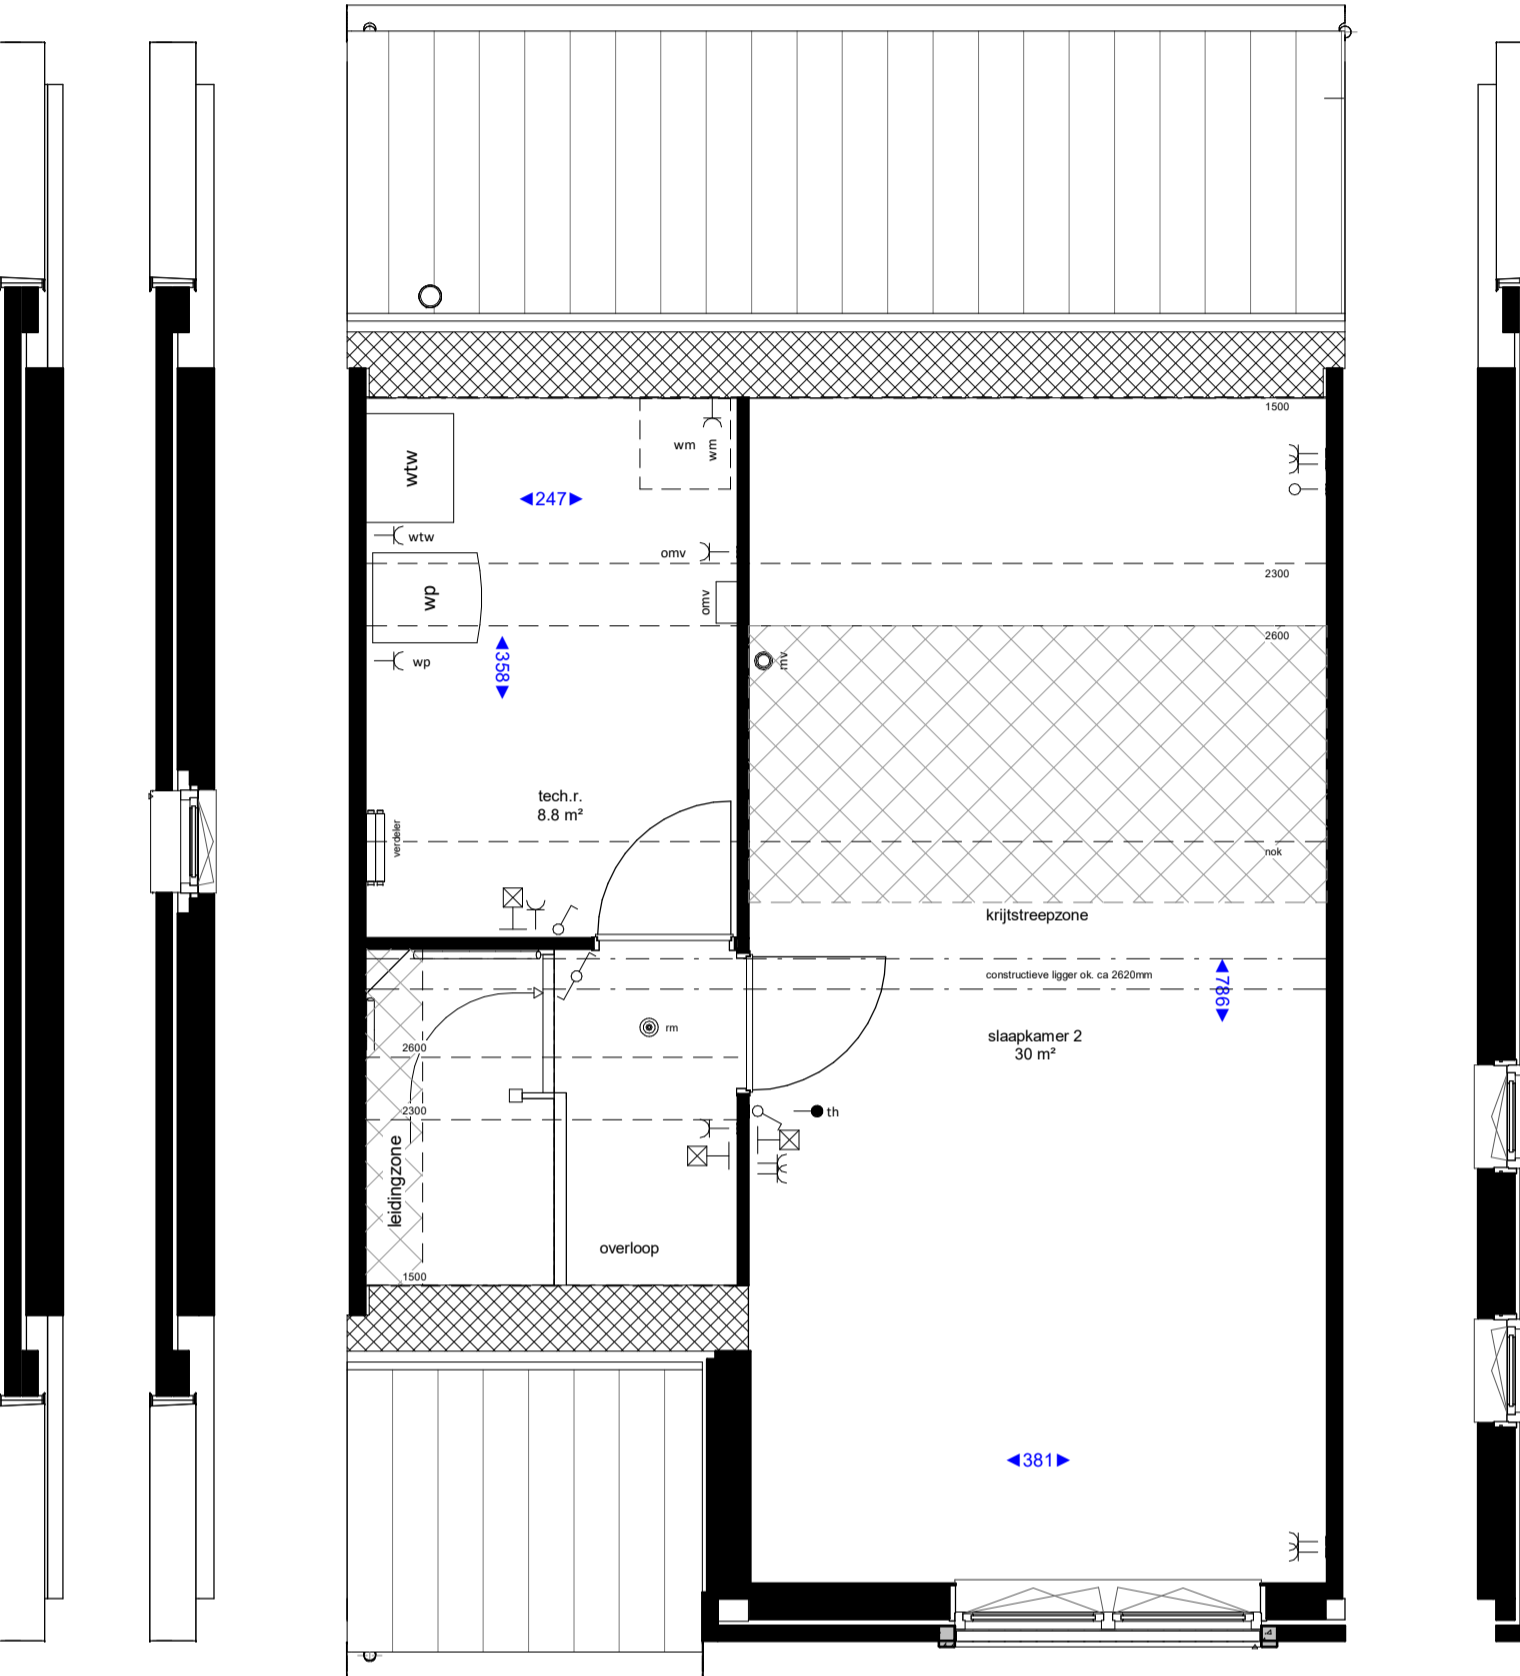 1500
wtw
wm
wm
247
wtw
omv
2300
wp
omv
2600
wp
358
mv
tech.r.
8.8 m²
verdeler
nok
krijtstreepzone
constructieve ligger ok. ca 2620mm
786
rm
slaapkamer 2
30 m²
2600
2300
th
leidingzone
overloop
1500
381